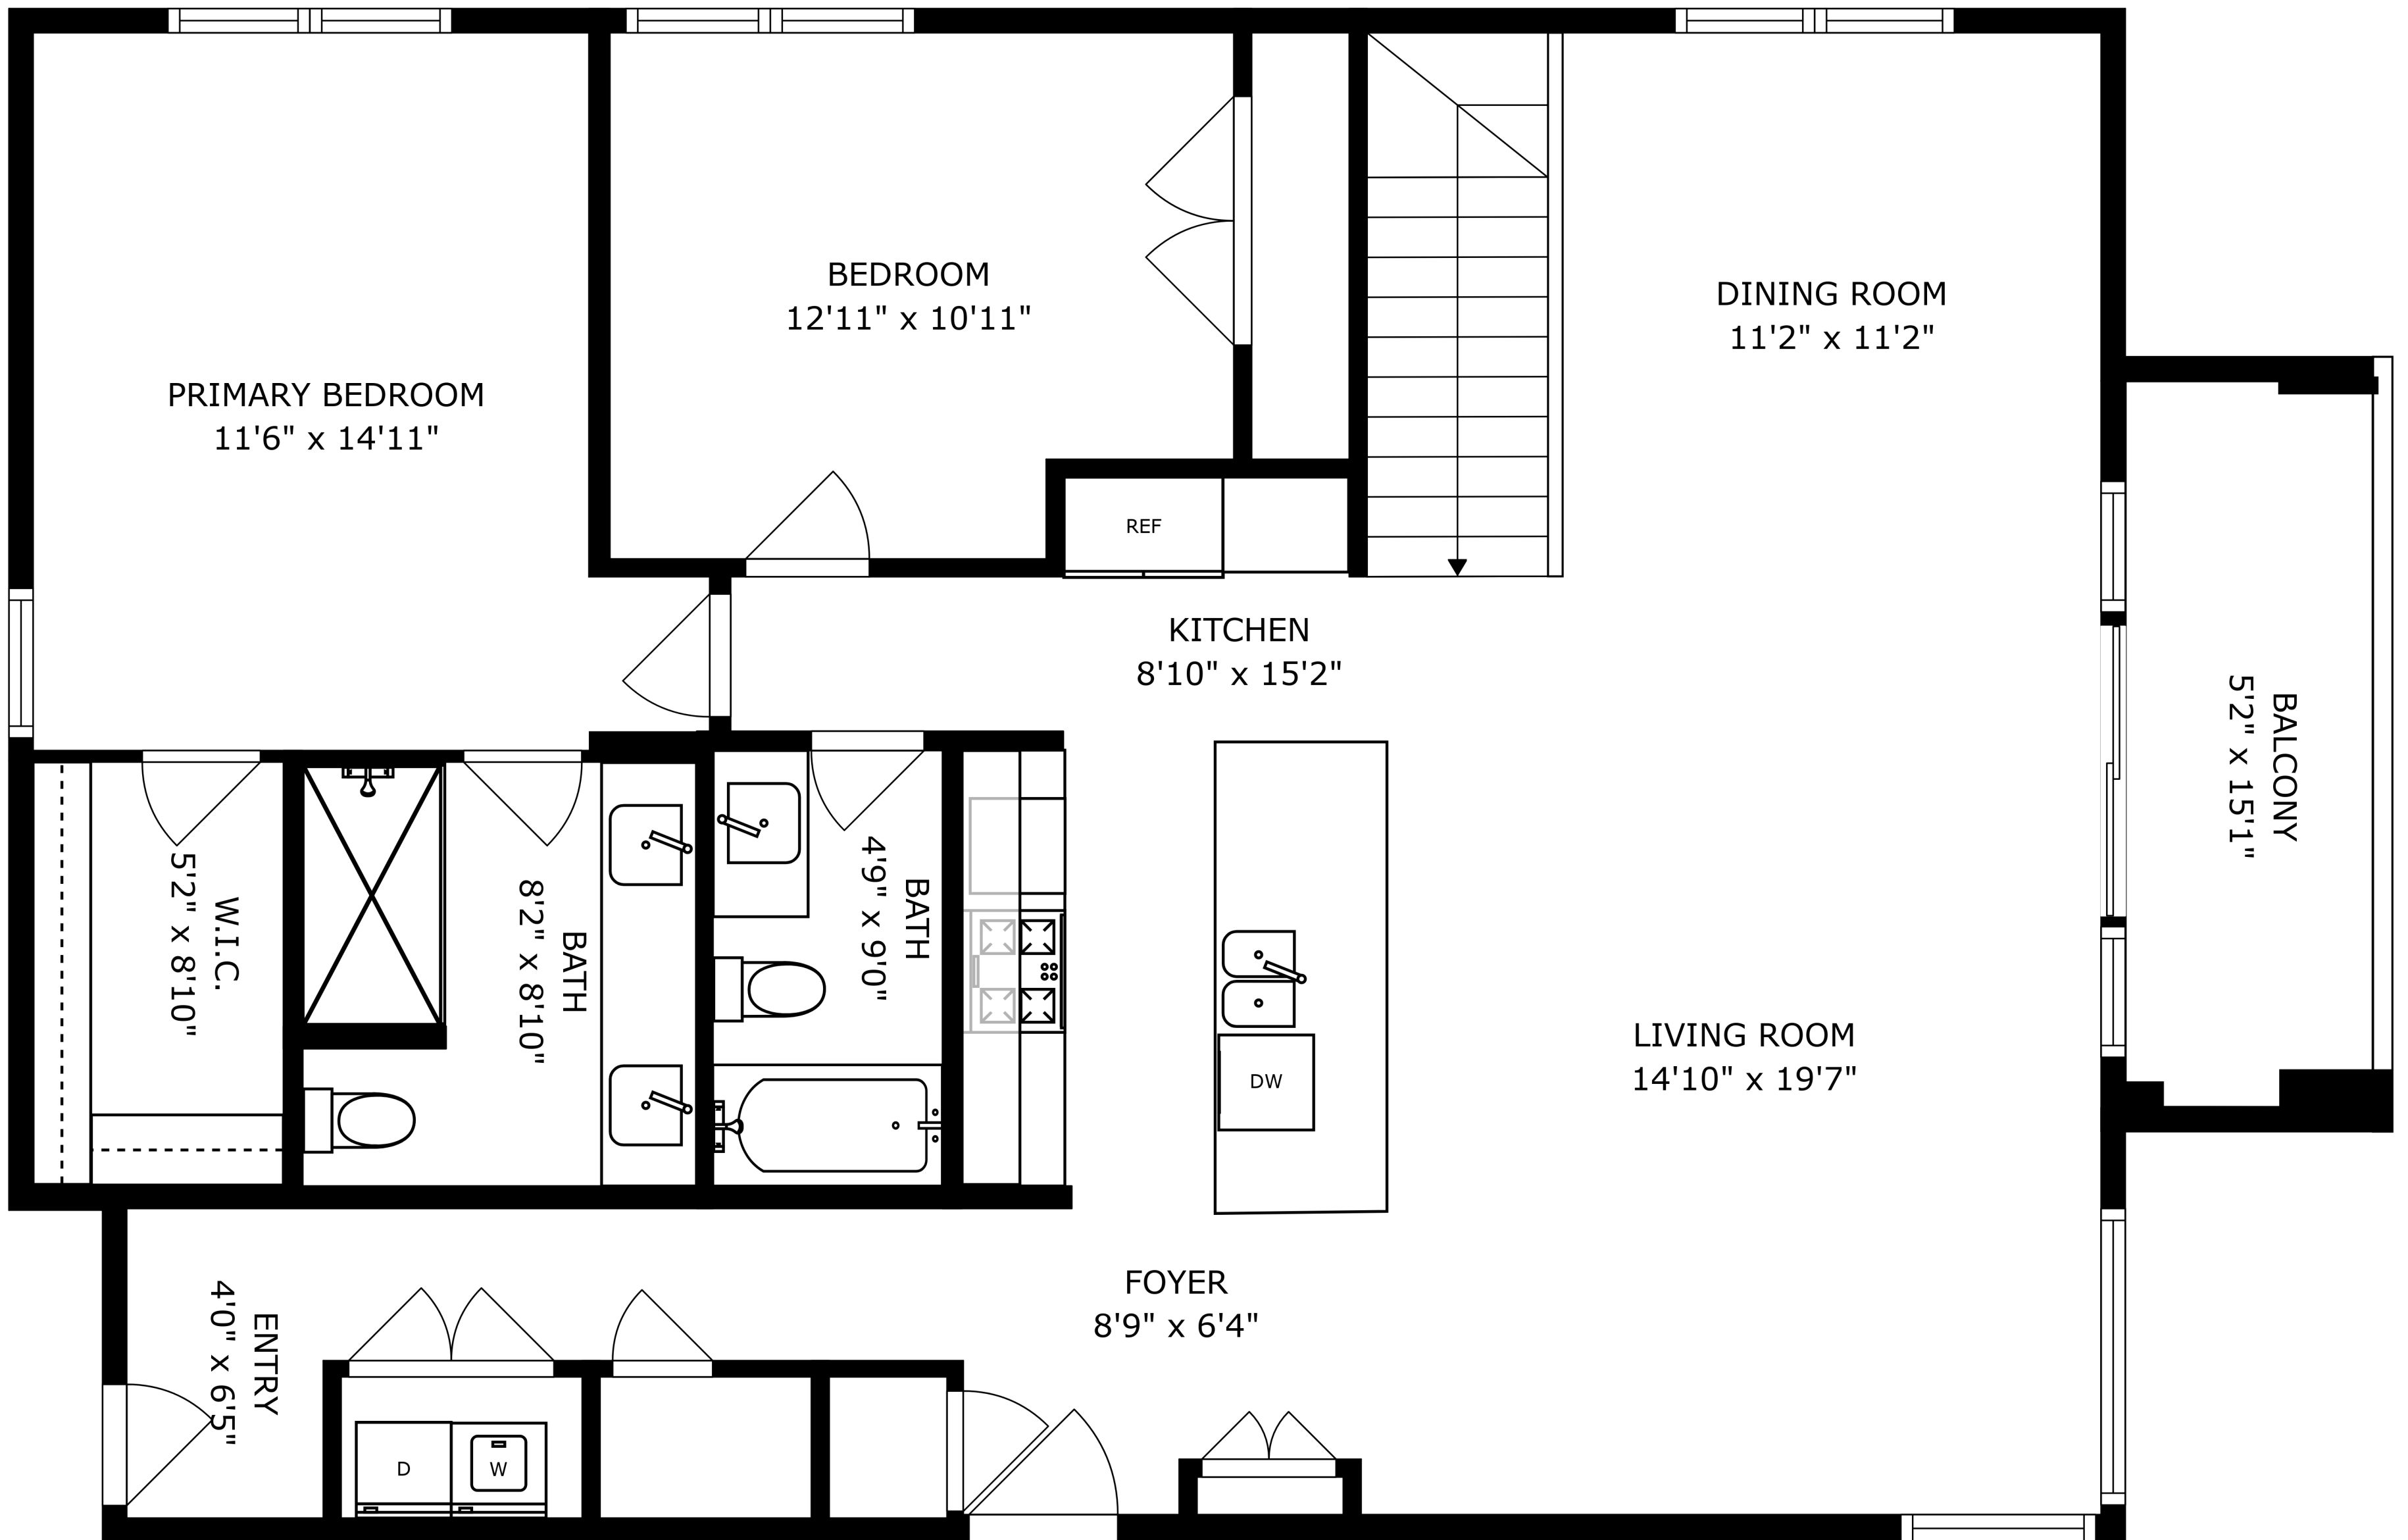 BEDROOM
12'11" x 10'11"
DINING ROOM
11'2" x 11'2"
PRIMARY BEDROOM
11'6" x 14'11"
REF
KITCHEN
8'10" x 15'2"
BALCONY
5'2" x 15'1"
W.I.C.
5'2" x 8'10"
BATH
8'2" x 8'10"
BATH
4'9" x 9'0"
LIVING ROOM
14'10" x 19'7"
DW
FOYER
8'9" x 6'4"
ENTRY
4'0" x 6'5"
D
W